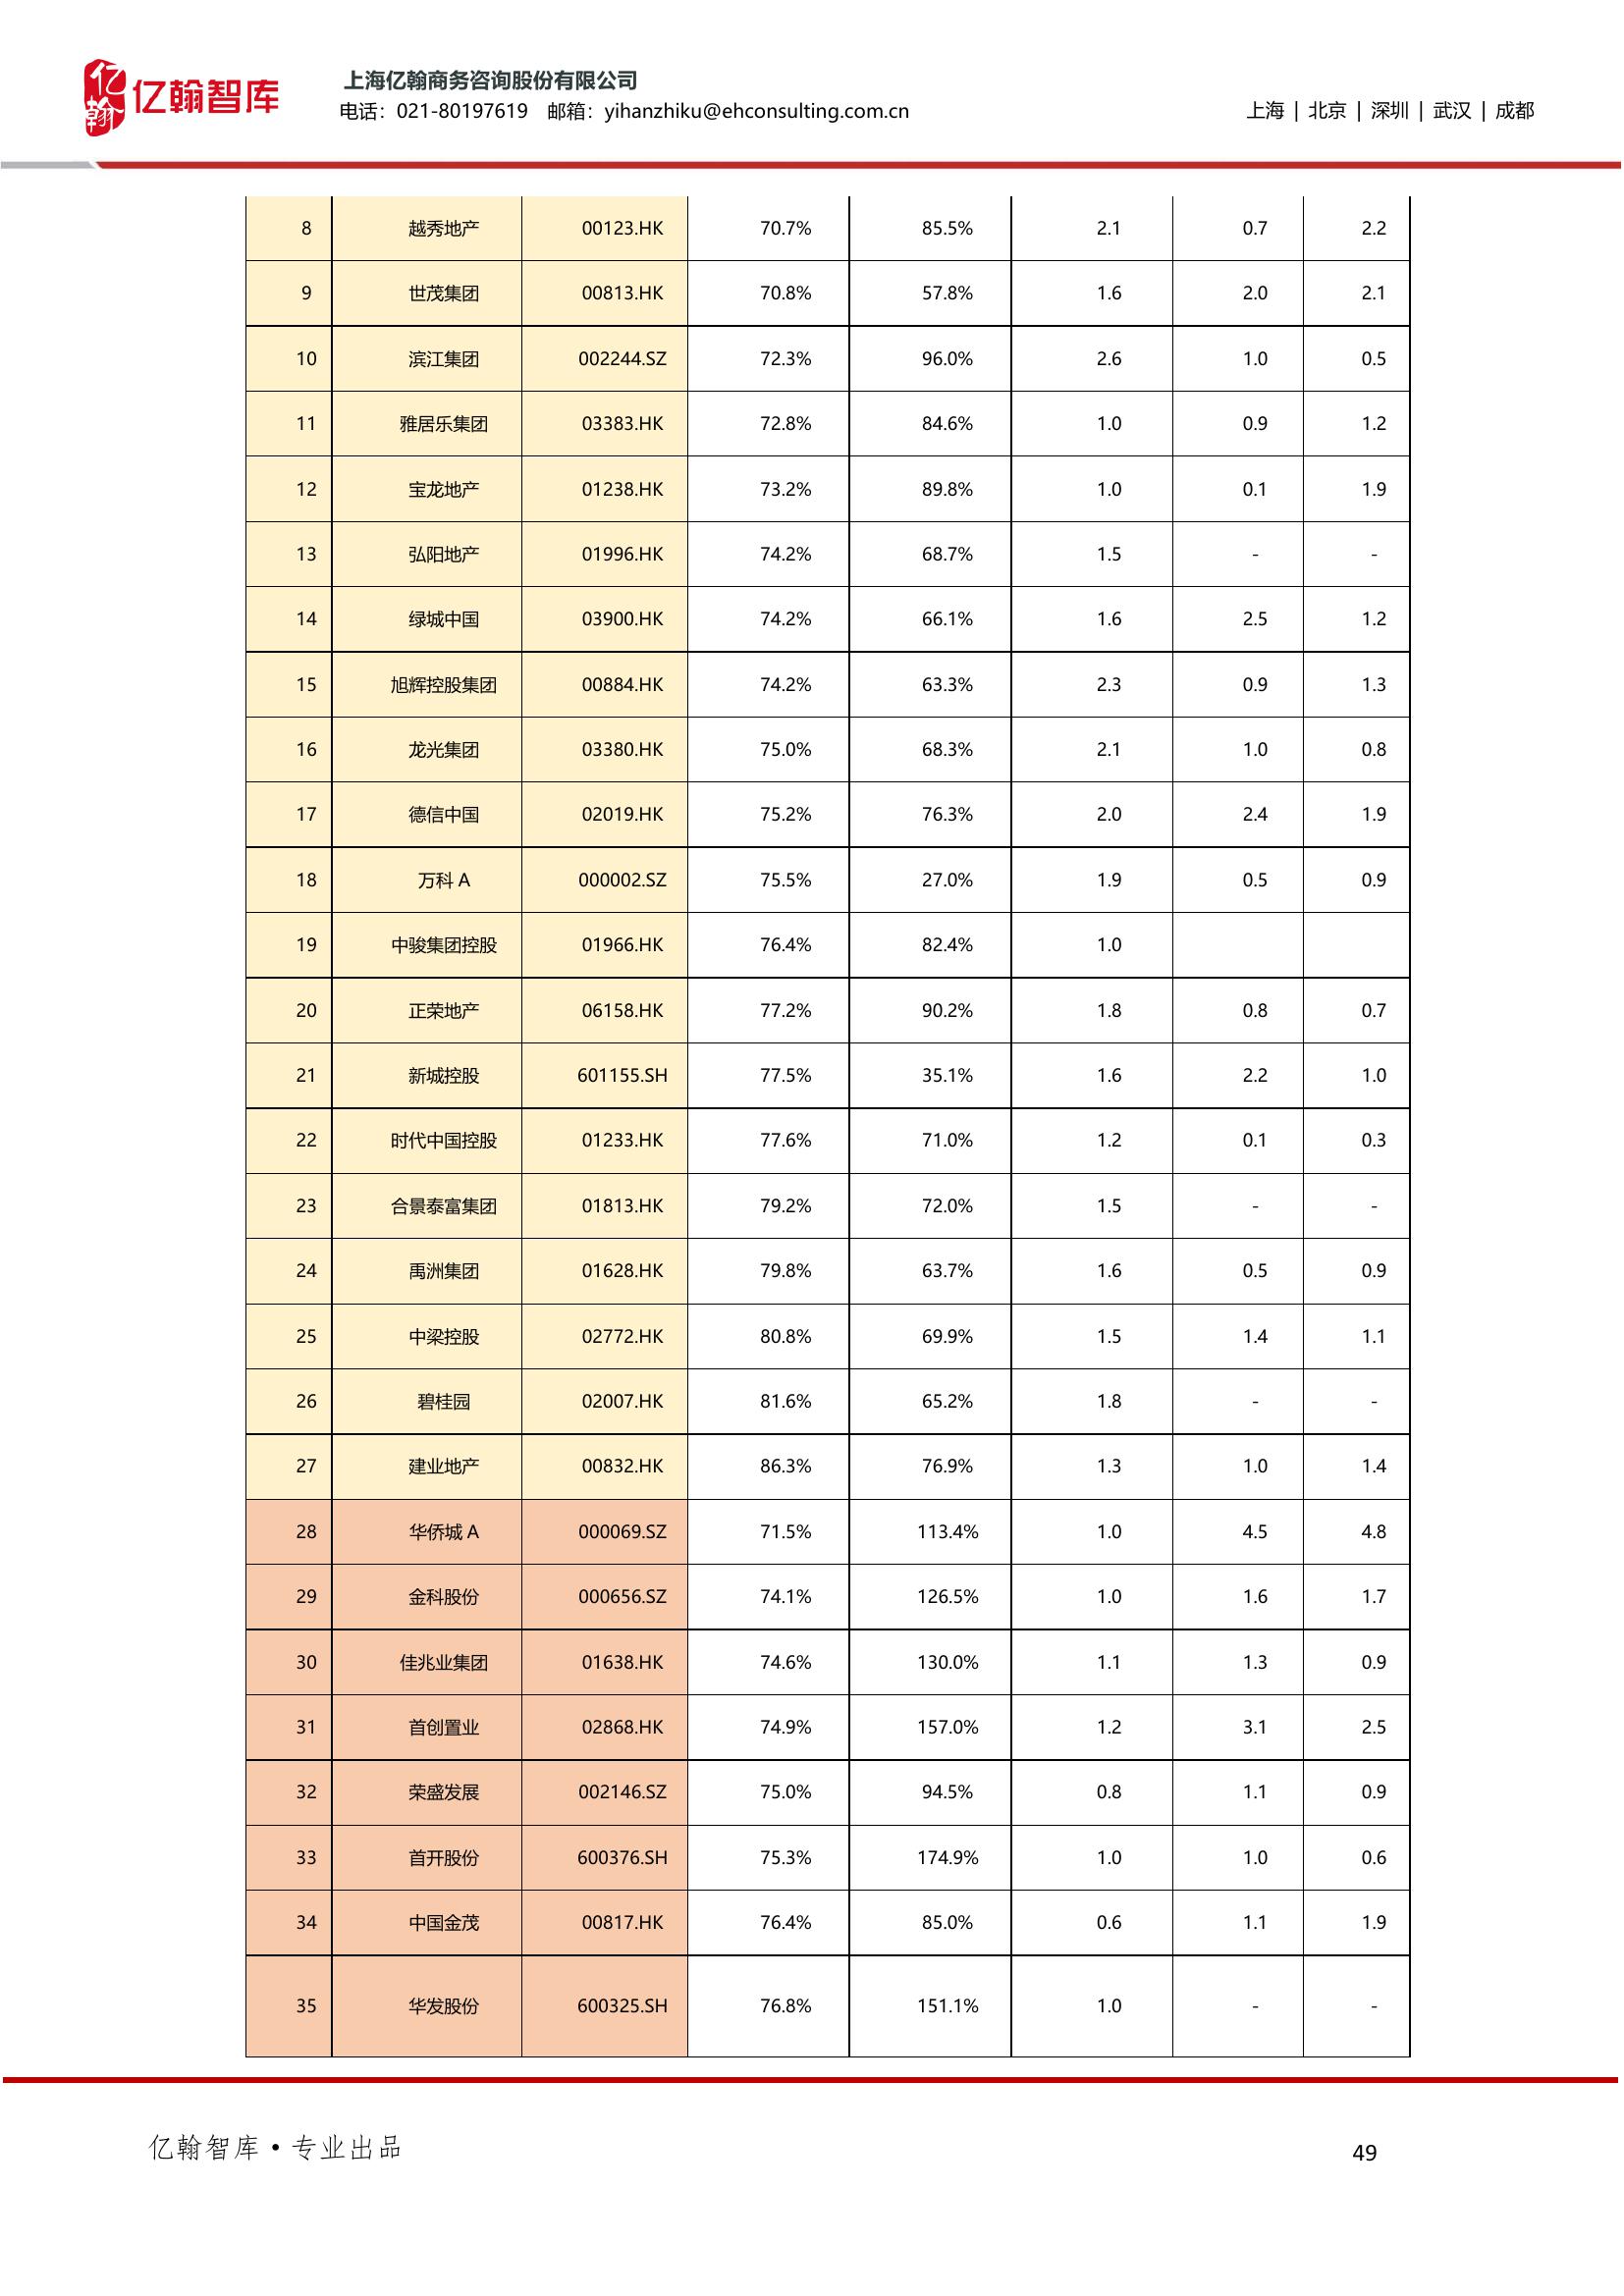 亿翰
亿翰智库
上海亿翰商务咨询股份有限公司
电话：021-80197619 邮箱：yihanzhiku@ehconsulting.com.cn
上海 | 北京 | 深圳 | 武汉 | 成都
8 越秀地产 00123.HK 70.7% 85.5% 2.1 0.7 2.2
9 世茂集团 00813.HK 70.8% 57.8% 1.6 2.0 2.1
10 滨江集团 002244.SZ 72.3% 96.0% 2.6 1.0 0.5
11 雅居乐集团 03383.HK 72.8% 84.6% 1.0 0.9 1.2
12 宝龙地产 01238.HK 73.2% 89.8% 1.0 0.1 1.9
13 弘阳地产 01996.HK 74.2% 68.7% 1.5 - -
14 绿城中国 03900.HK 74.2% 66.1% 1.6 2.5 1.2
15 旭辉控股集团 00884.HK 74.2% 63.3% 2.3 0.9 1.3
16 龙光集团 03380.HK 75.0% 68.3% 2.1 1.0 0.8
17 德信中国 02019.HK 75.2% 76.3% 2.0 2.4 1.9
18 万科 A 000002.SZ 75.5% 27.0% 1.9 0.5 0.9
19 中骏集团控股 01966.HK 76.4% 82.4% 1.0
20 正荣地产 06158.HK 77.2% 90.2% 1.8 0.8 0.7
21 新城控股 601155.SH 77.5% 35.1% 1.6 2.2 1.0
22 时代中国控股 01233.HK 77.6% 71.0% 1.2 0.1 0.3
23 合景泰富集团 01813.HK 79.2% 72.0% 1.5 - -
24 禹洲集团 01628.HK 79.8% 63.7% 1.6 0.5 0.9
25 中梁控股 02772.HK 80.8% 69.9% 1.5 1.4 1.1
26 碧桂园 02007.HK 81.6% 65.2% 1.8 - -
27 建业地产 00832.HK 86.3% 76.9% 1.3 1.0 1.4
28 华侨城 A 000069.SZ 71.5% 113.4% 1.0 4.5 4.8
29 金科股份 000656.SZ 74.1% 126.5% 1.0 1.6 1.7
30 佳兆业集团 01638.HK 74.6% 130.0% 1.1 1.3 0.9
31 首创置业 02868.HK 74.9% 157.0% 1.2 3.1 2.5
32 荣盛发展 002146.SZ 75.0% 94.5% 0.8 1.1 0.9
33 首开股份 600376.SH 75.3% 174.9% 1.0 1.0 0.6
34 中国金茂 00817.HK 76.4% 85.0% 0.6 1.1 1.9
35 华发股份 600325.SH 76.8% 151.1% 1.0 - -
亿翰智库•专业出品
49